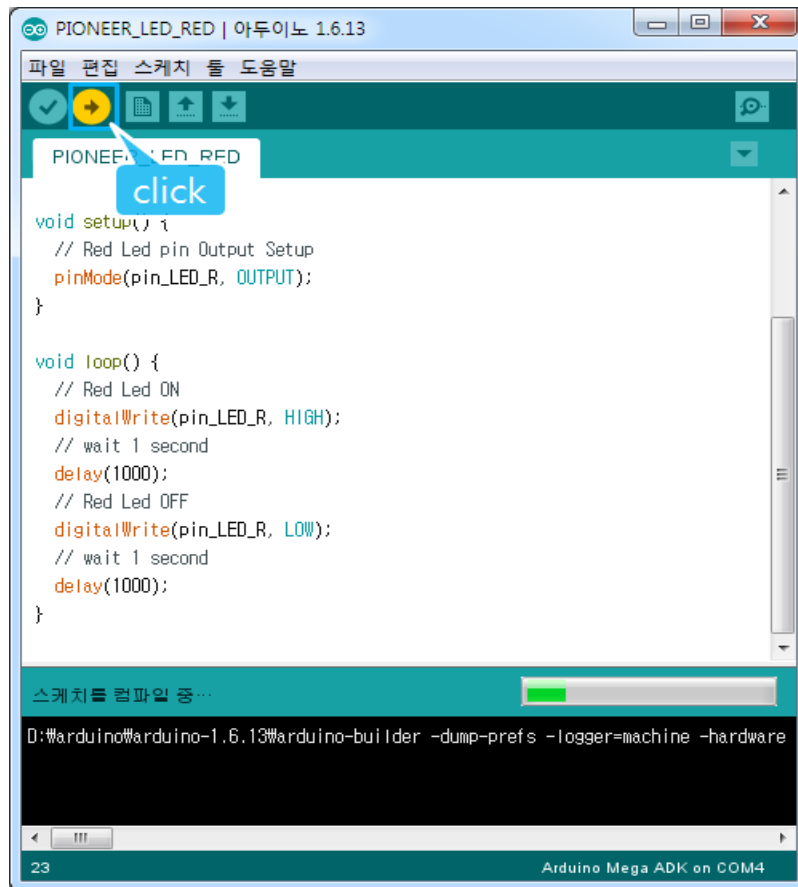 PIONEER_LED_RED | 아두이노 1.6.13
파일 편집 스케치 툴 도움말
PIONEER_LED_RED
click
void setup() {
// Red Led pin Output Setup
pinMode(pin_LED_R, OUTPUT);
}
void loop() {
// Red Led ON
digitalWrite(pin_LED_R, HIGH);
// wait 1 second
delay(1000);
// Red Led OFF
digitalWrite(pin_LED_R, LOW);
// wait 1 second
delay(1000);
}
스케치를 컴파일 중…
D:₩arduino₩arduino-1.6.13₩arduino-builder -dump-prefs -logger=machine -hardware
23
Arduino Mega ADK on COM4